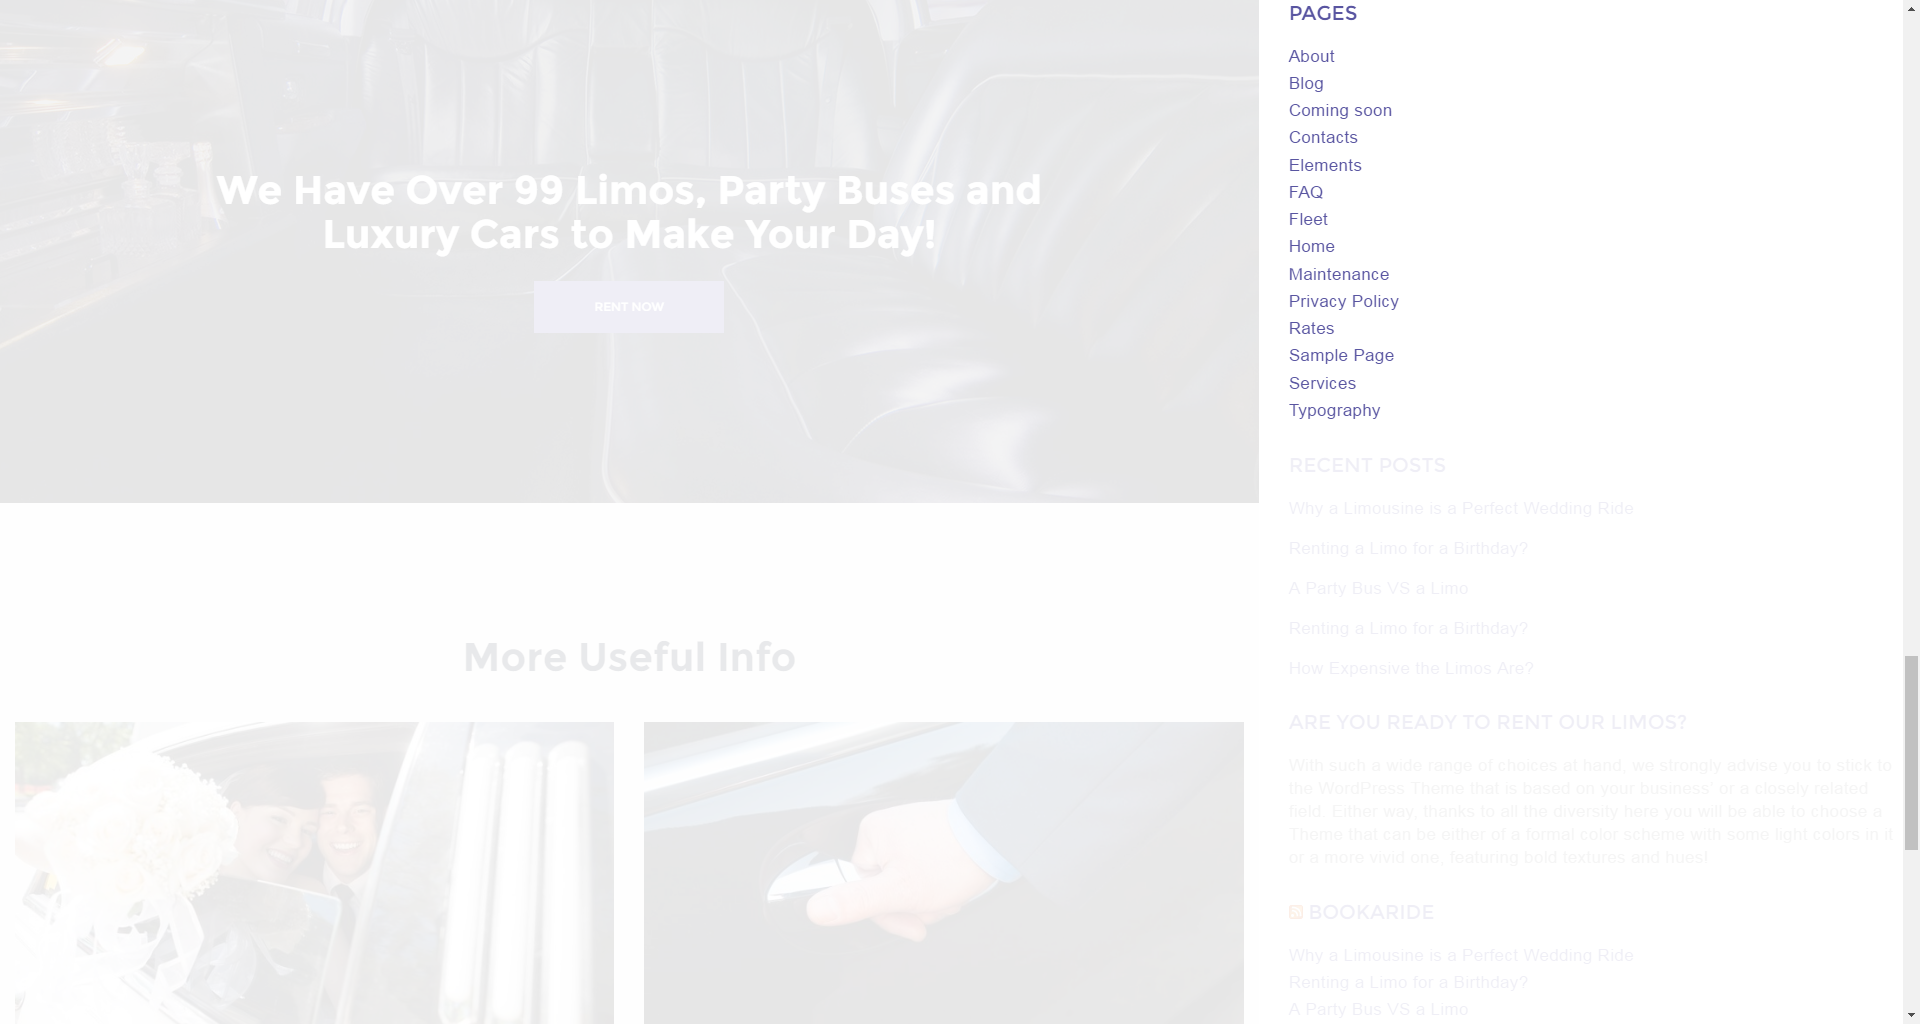 We Have Over 99 Limos, Party Buses and
Luxury Cars to Make Your Day!
RENT NOW
More Useful Info
PAGES
About
Blog
Coming soon
Contacts
Elements
FAQ
Fleet
Home
Maintenance
Privacy Policy
Rates
Sample Page
Services
Typography
RECENT POSTS
Why a Limousine is a Perfect Wedding Ride
Renting a Limo for a Birthday?
A Party Bus VS a Limo
Renting a Limo for a Birthday?
How Expensive the Limos Are?
ARE YOU READY TO RENT OUR LIMOS?
With such a wide range of choices at hand, we strongly advise you to stick to
the WordPress Theme that is based on your business' or a closely related
field. Either way, thanks to all the diversity here you will be able to choose a
Theme that can be either of a formal color scheme with some light colors in it
or a more vivid one, featuring bold textures and hues!
BOOKARIDE
Why a Limousine is a Perfect Wedding Ride
Renting a Limo for a Birthday?
A Party Bus VS a Limo